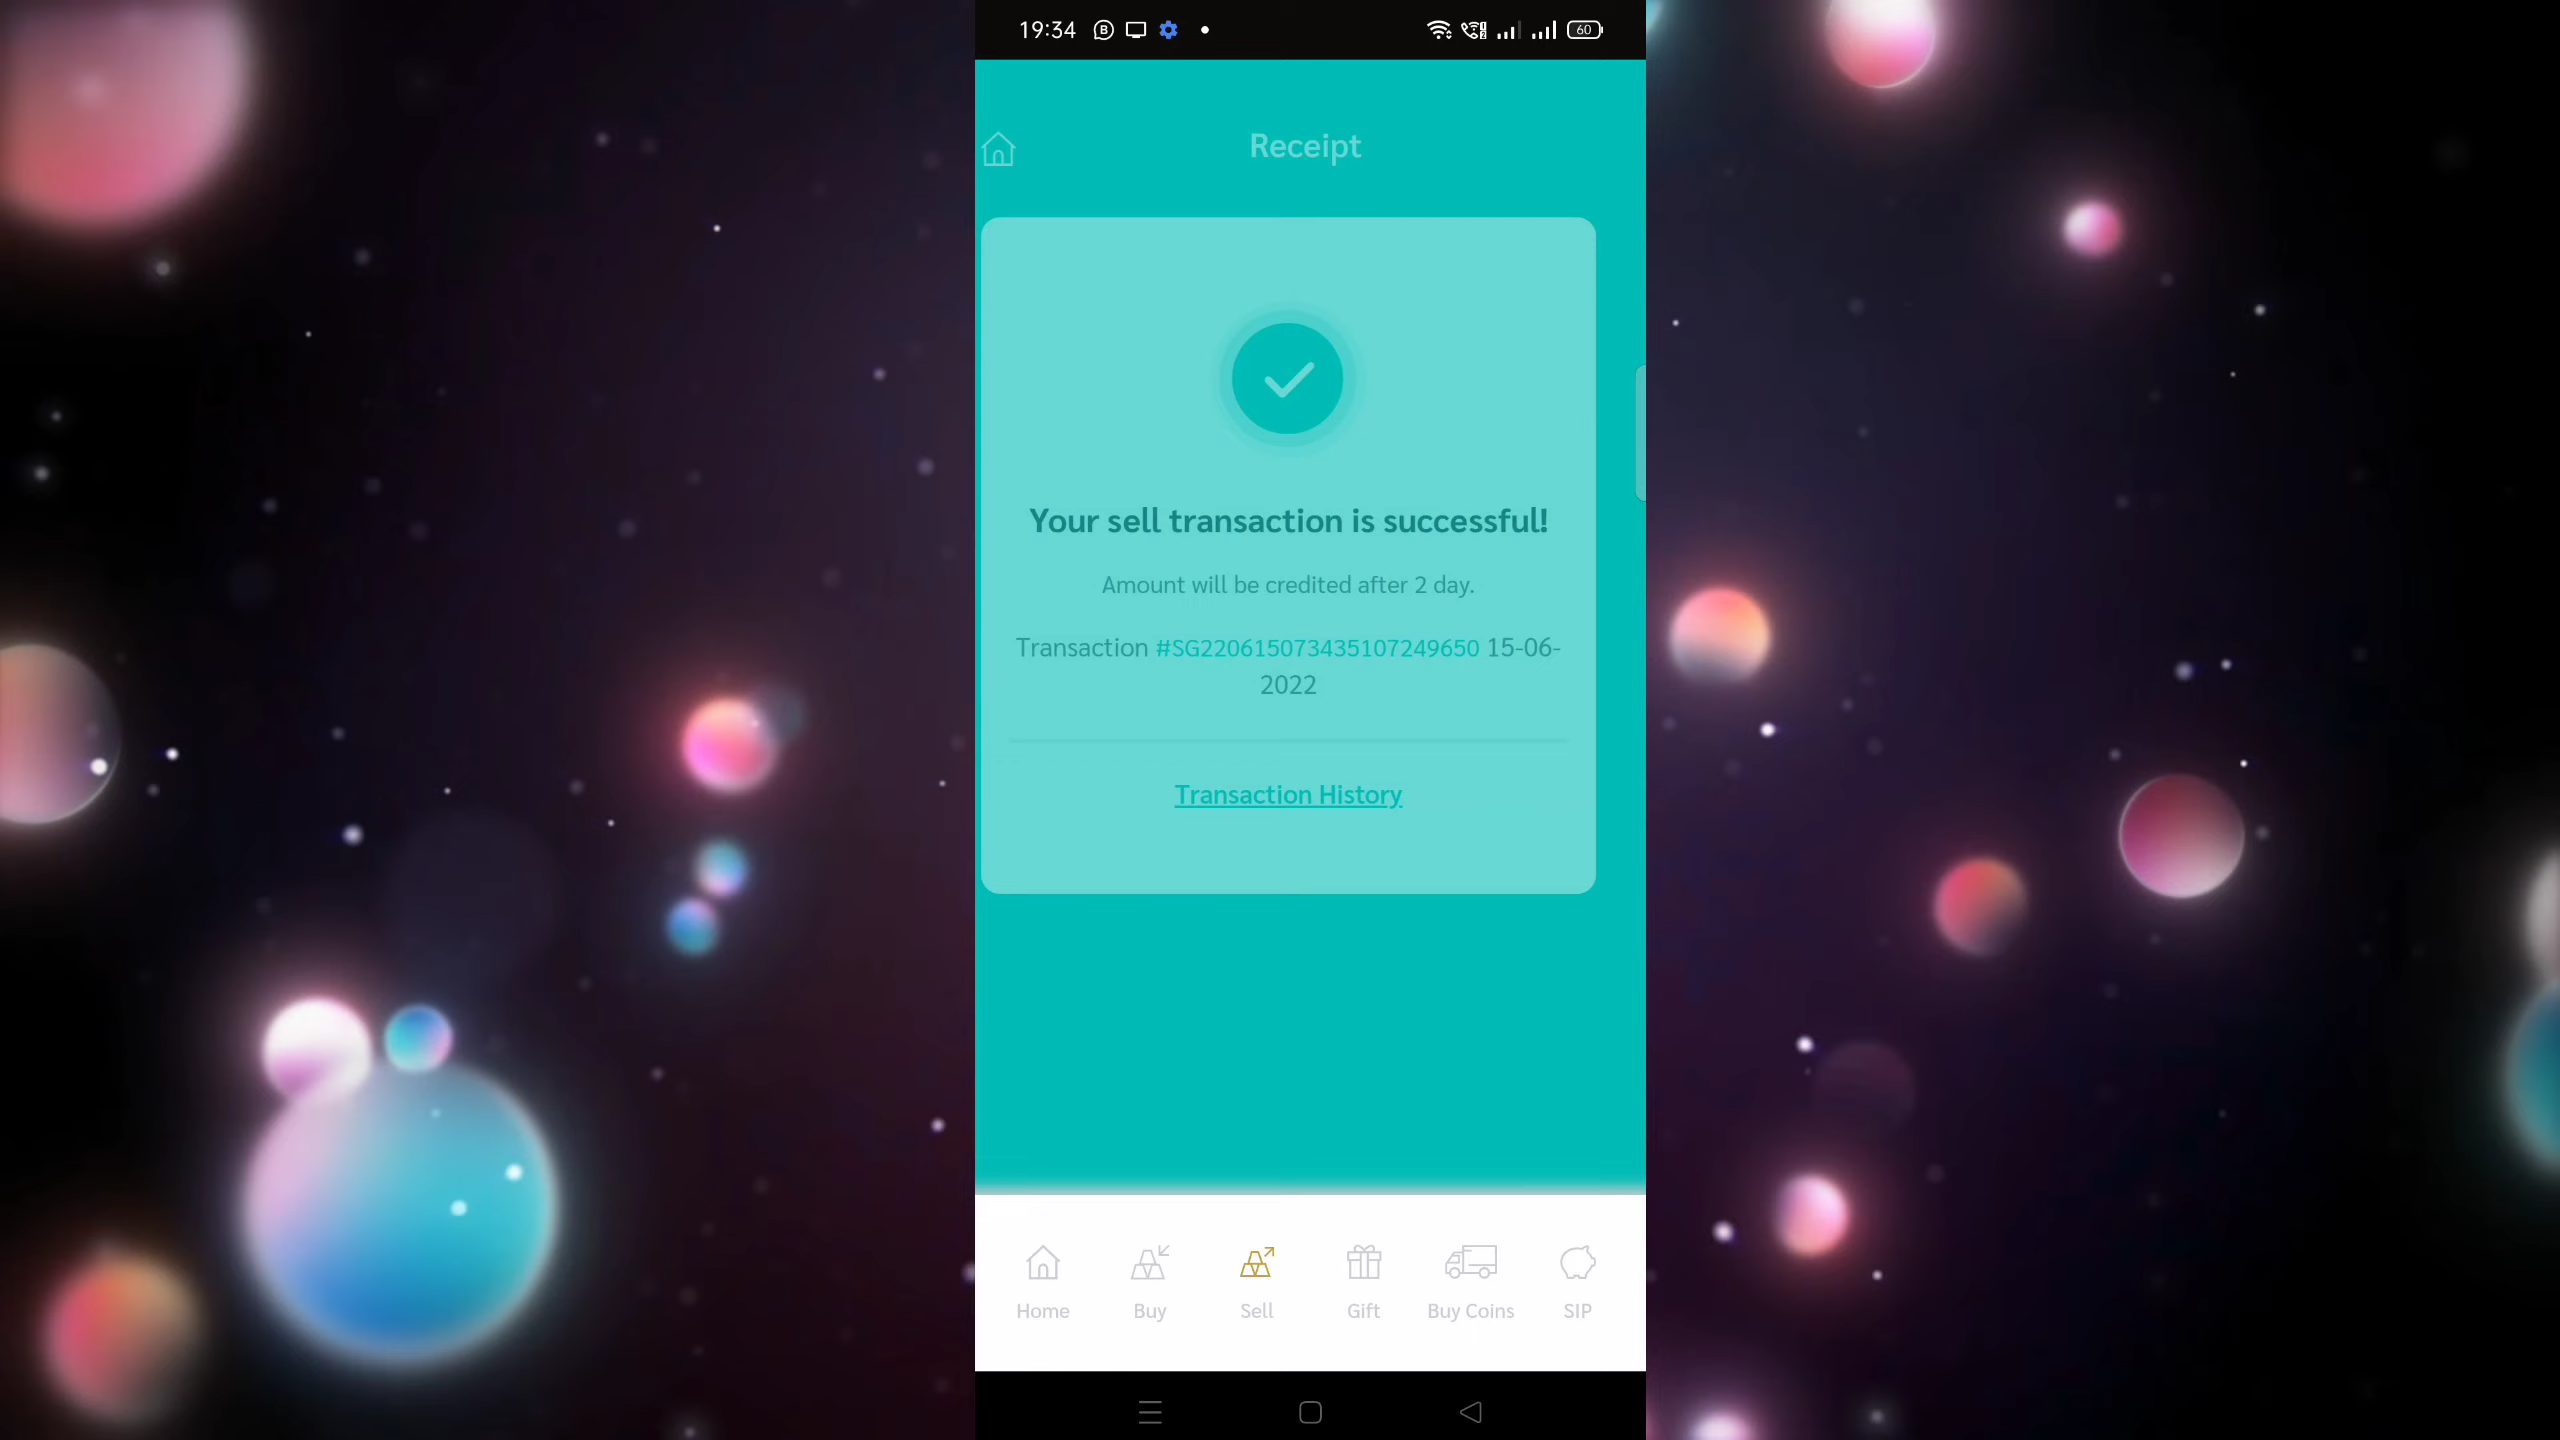 19:34
60
Receipt
Your sell transaction is successful!
Amount will be credited after 2 day.
Transaction #SG220615073435107249650 15-06-
2022
Transaction History
Home Buy Sell Gift Buy Coins SIP